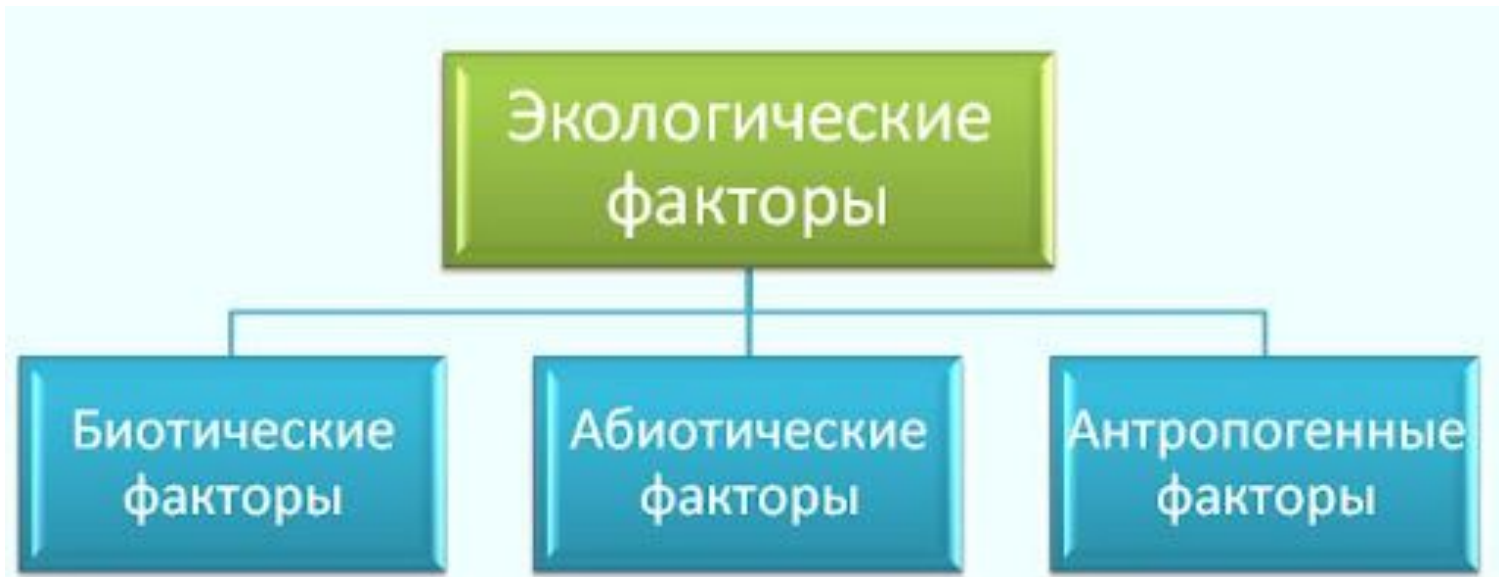 Экологические
факторы
Биотические
факторы
Абиотические
факторы
Антропогенные
факторы